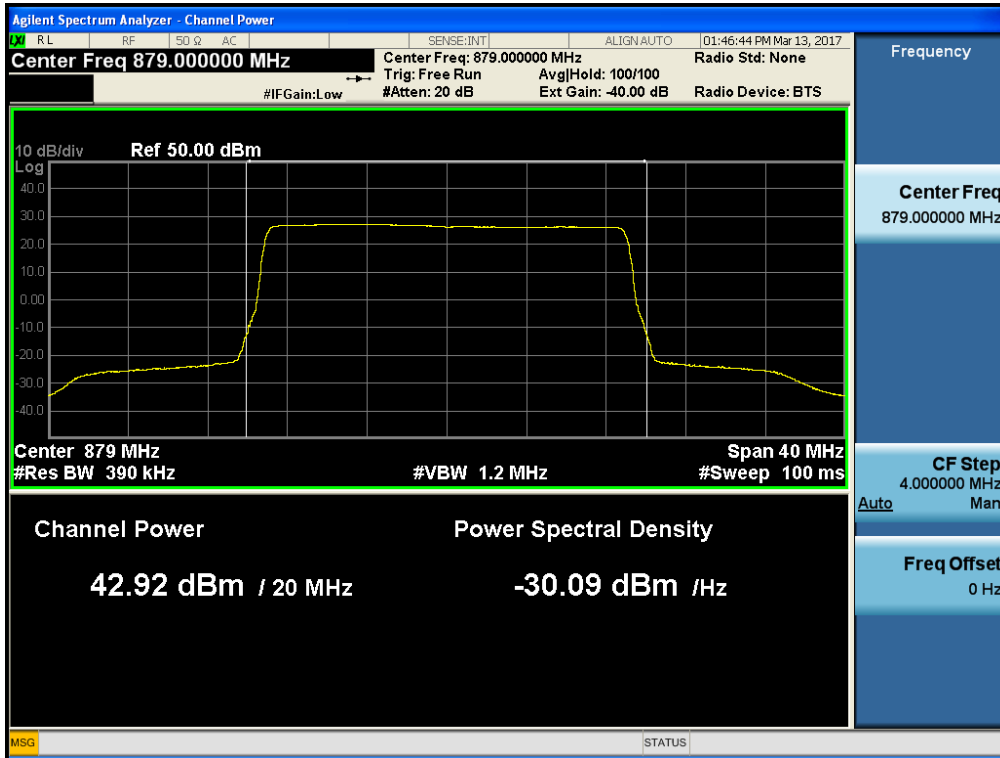 Agilent Spectrum Analyzer - Channel Power
LXI RL RF 50 Ω AC SENSE:INT ALIGN AUTO 01:46:44 PM Mar 13, 2017
Center Freq 879.000000 MHz
Center Freq: 879.000000 MHz Radio Std: None
Trig: Free Run Avg|Hold: 100/100
#IFGain:Low #Atten: 20 dB Ext Gain: -40.00 dB Radio Device: BTS
10 dB/div Ref 50.00 dBm
Log
40.0
30.0
20.0
10.0
0.00
-10.0
-20.0
-30.0
-40.0
Center 879 MHz Span 40 MHz
#Res BW 390 kHz #VBW 1.2 MHz #Sweep 100 ms
Channel Power Power Spectral Density
42.92 dBm / 20 MHz -30.09 dBm /Hz
Frequency
Center Freq
879.000000 MHz
CF Step
4.000000 MHz
Auto Man
Freq Offset
0 Hz
MSG STATUS